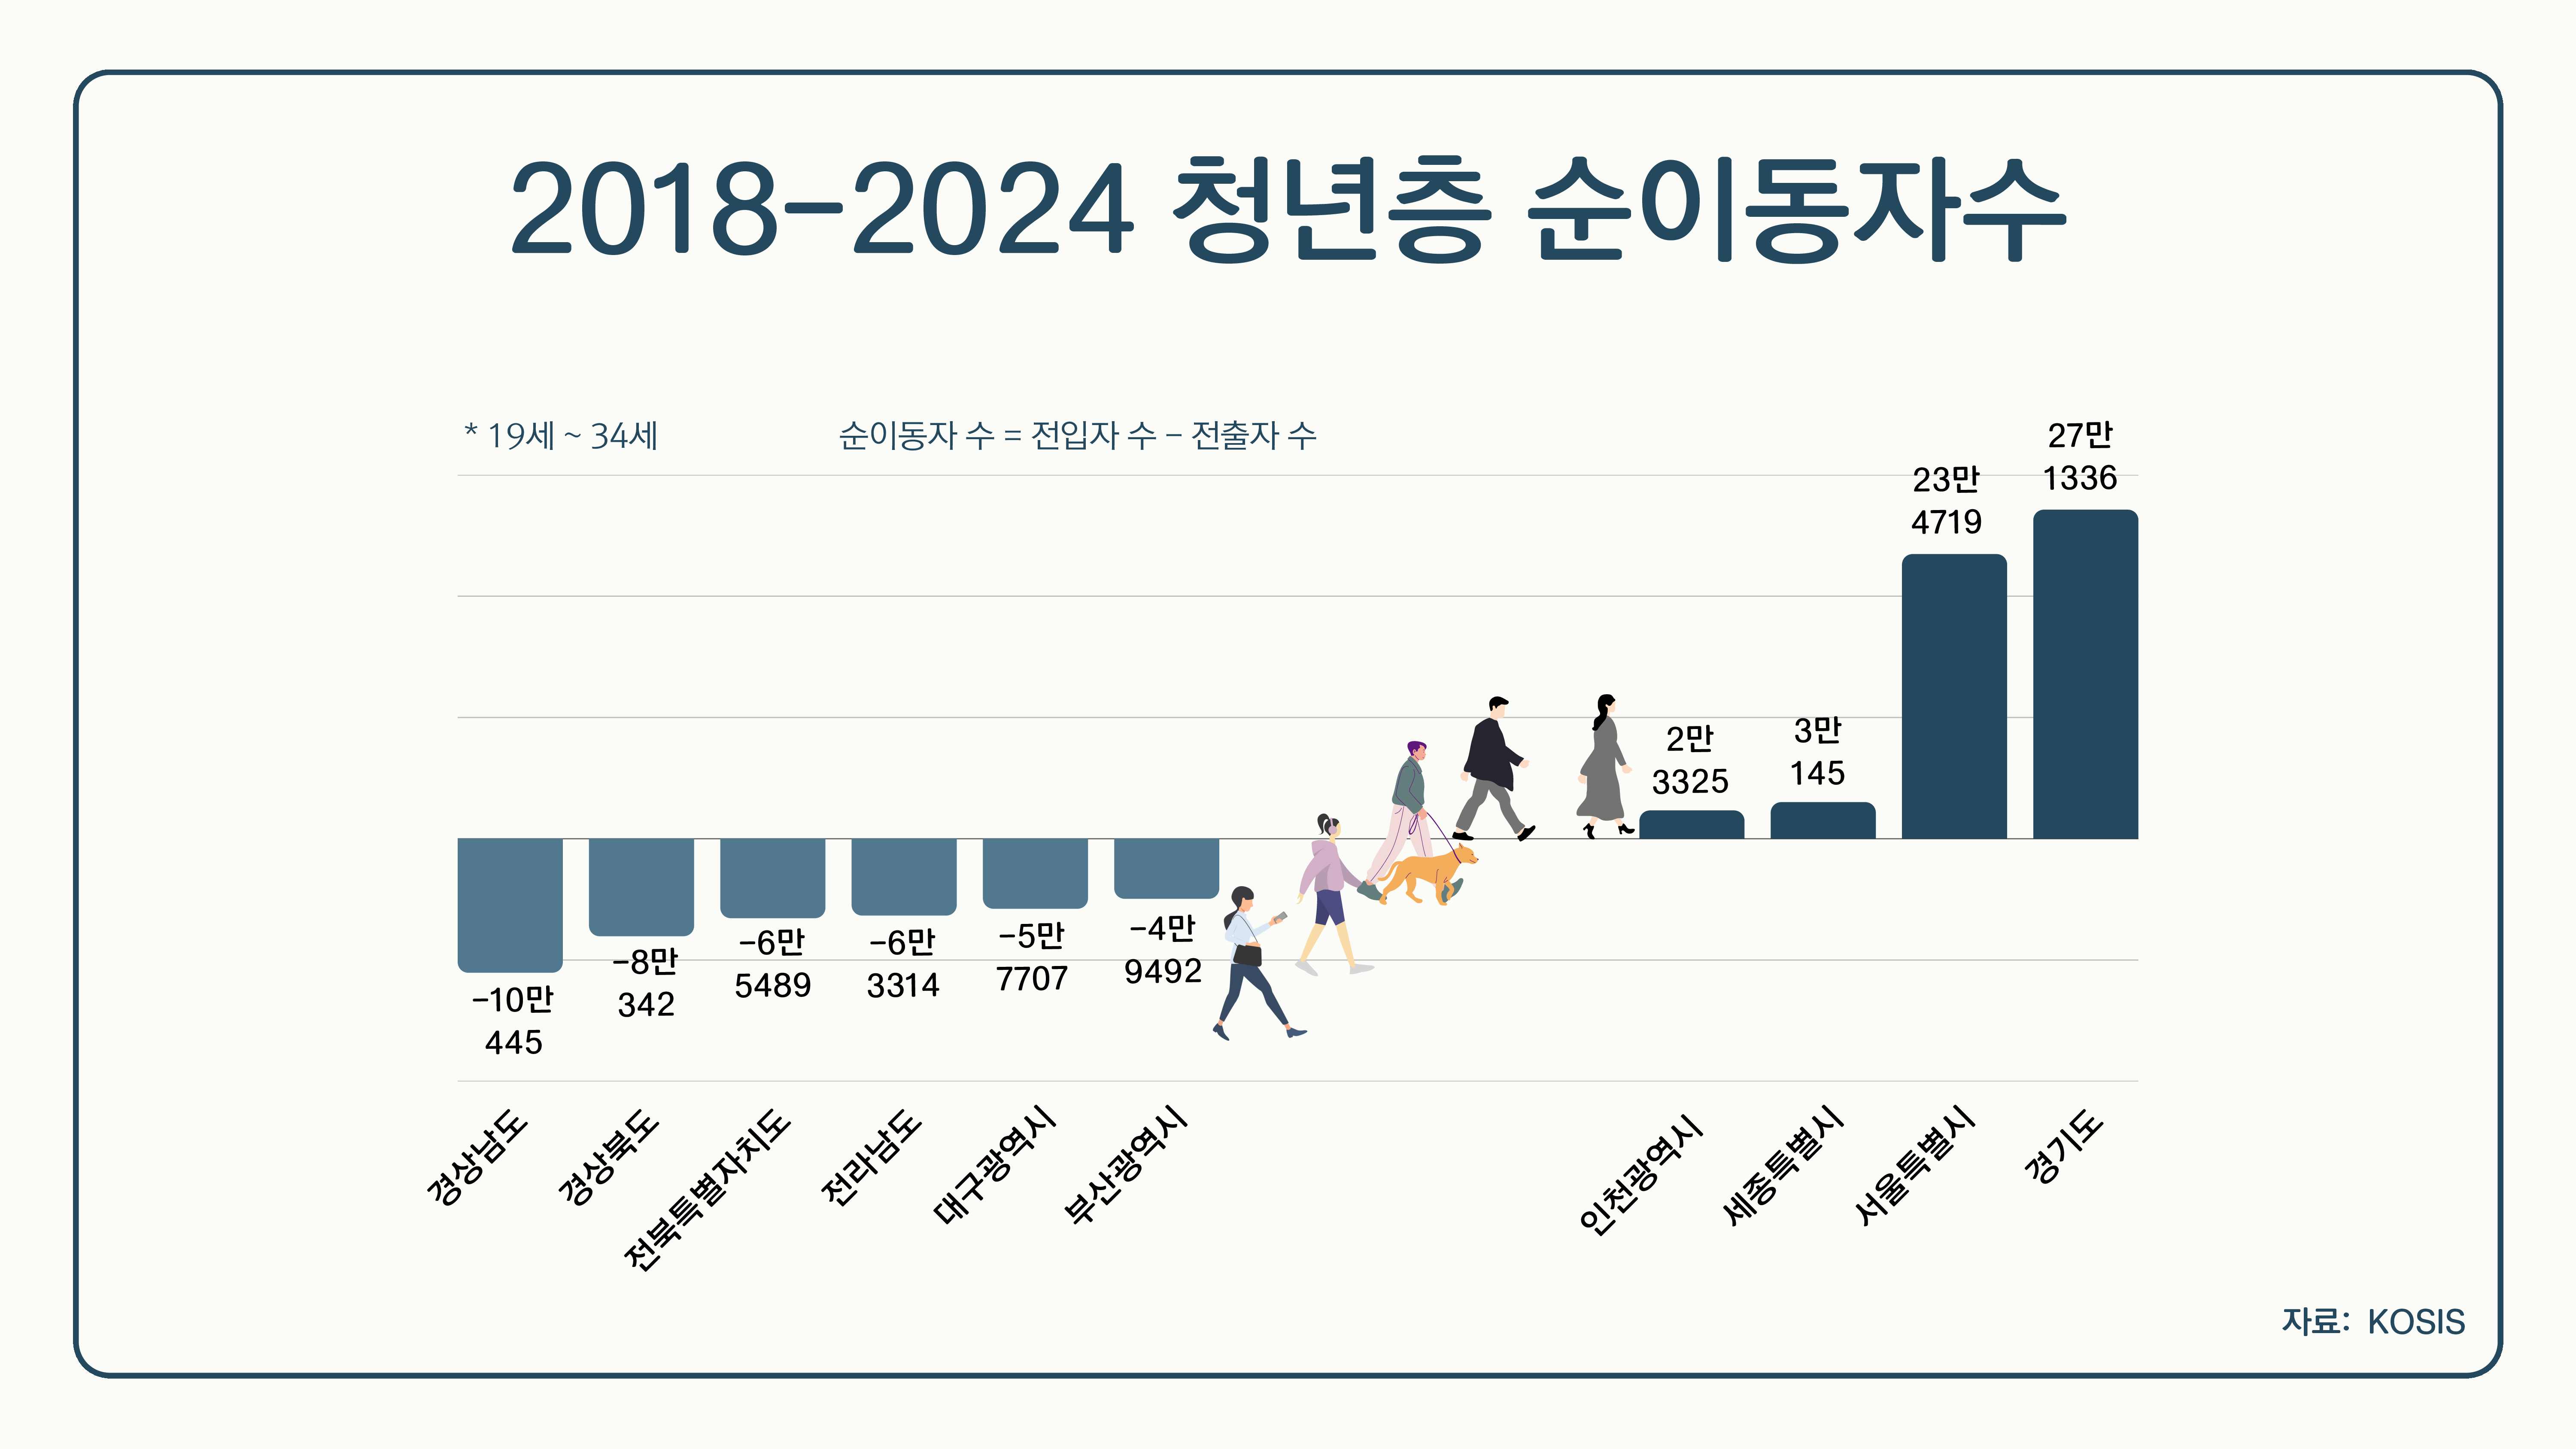 2018-2024 청년층 순이동자수
* 19세 ~ 34세
순이동자 수 = 전입자 수 - 전출자 수
27만
1336
23만
4719
3만
145
2만
3325
-10만
445
-8만
342
-6만
5489
-6만
3314
-5만
7707
-4만
9492
경상남도
경상북도
전북특별자치도
전라남도
대구광역시
부산광역시
인천광역시
세종특별시
서울특별시
경기도
자료: KOSIS